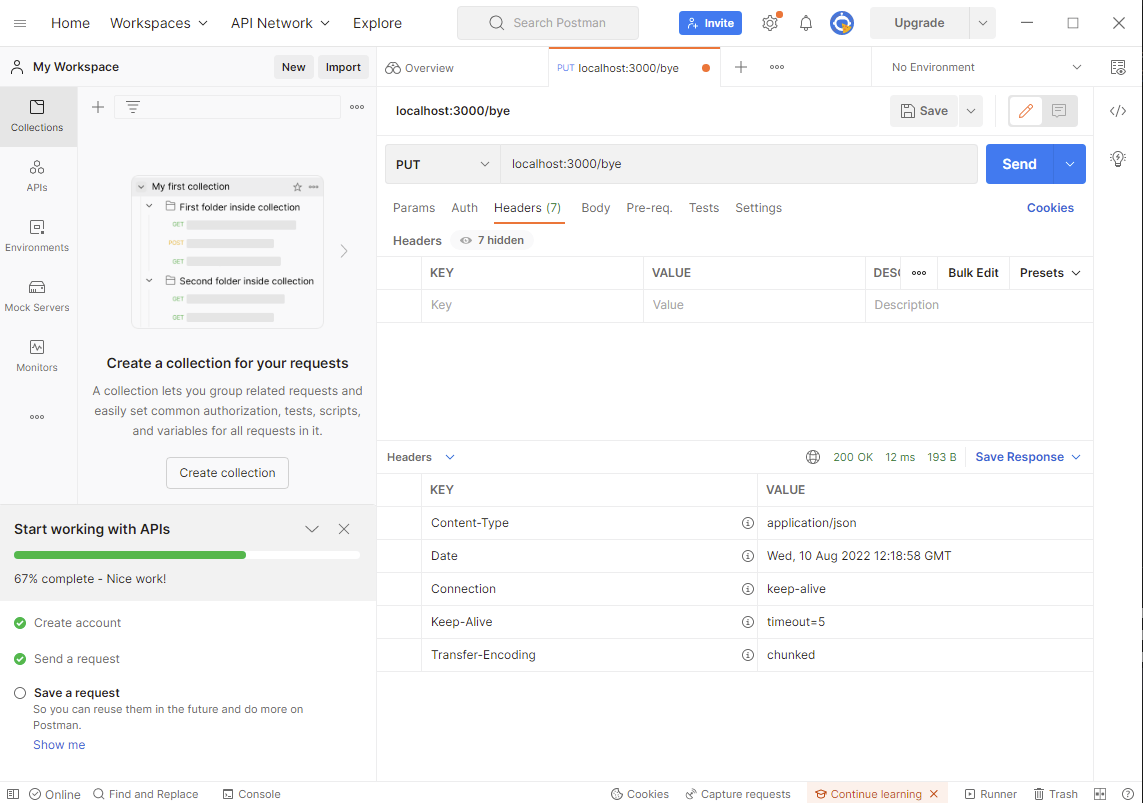 Home Workspaces API Network Explore Search Postman Invite Upgrade
My Workspace New Import Overview PUT localhost:3000/bye No Environment
Collections
APIs
Environments
Mock Servers
Monitors
My first collection
First folder inside collection
GET
POST
GET
Second folder inside collection
GET
GET
Create a collection for your requests
A collection lets you group related requests and
easily set common authorization, tests, scripts,
and variables for all requests in it.
Create collection
Start working with APIs
67% complete - Nice work!
Create account
Send a request
Save a request
So you can reuse them in the future and do more on
Postman.
Show me
localhost:3000/bye Save
PUT localhost:3000/bye Send
Params Auth Headers (7) Body Pre-req. Tests Settings Cookies
Headers 7 hidden
KEY VALUE DESC Bulk Edit Presets
Key Value Description
Headers 200 OK 12 ms 193 B Save Response
KEY VALUE
Content-Type application/json
Date Wed, 10 Aug 2022 12:18:58 GMT
Connection keep-alive
Keep-Alive timeout=5
Transfer-Encoding chunked
Online Find and Replace Console Cookies Capture requests Continue learning Runner Trash